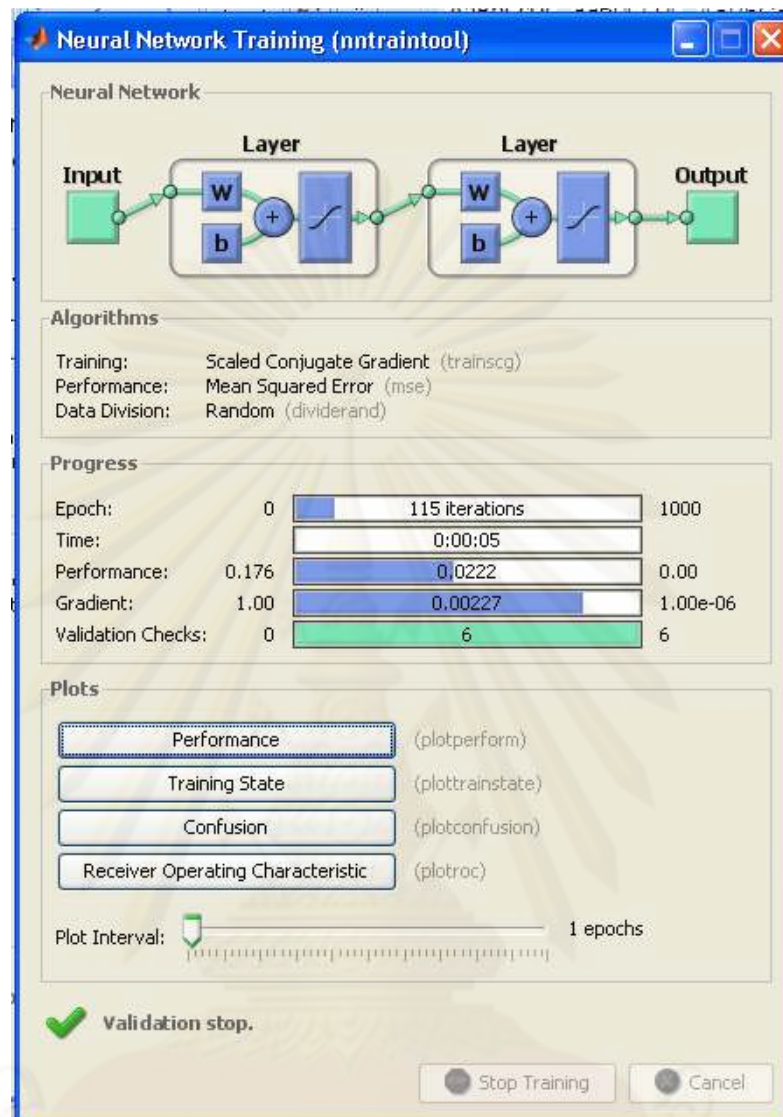 Neural Network Training (nntraintool)
Neural Network
Layer Layer
Input Output
W W
b b
+ +
Algorithms
Training: Scaled Conjugate Gradient (trainscg)
Performance: Mean Squared Error (mse)
Data Division: Random (dividerand)
Progress
Epoch: 0 115 iterations 1000
Time: 0:00:05
Performance: 0.176 0.0222 0.00
Gradient: 1.00 0.00227 1.00e-06
Validation Checks: 0 6 6
Plots
Performance (plotperform)
Training State (plottrainstate)
Confusion (plotconfusion)
Receiver Operating Characteristic (plotroc)
Plot Interval: 1 epochs
Validation stop.
Stop Training Cancel